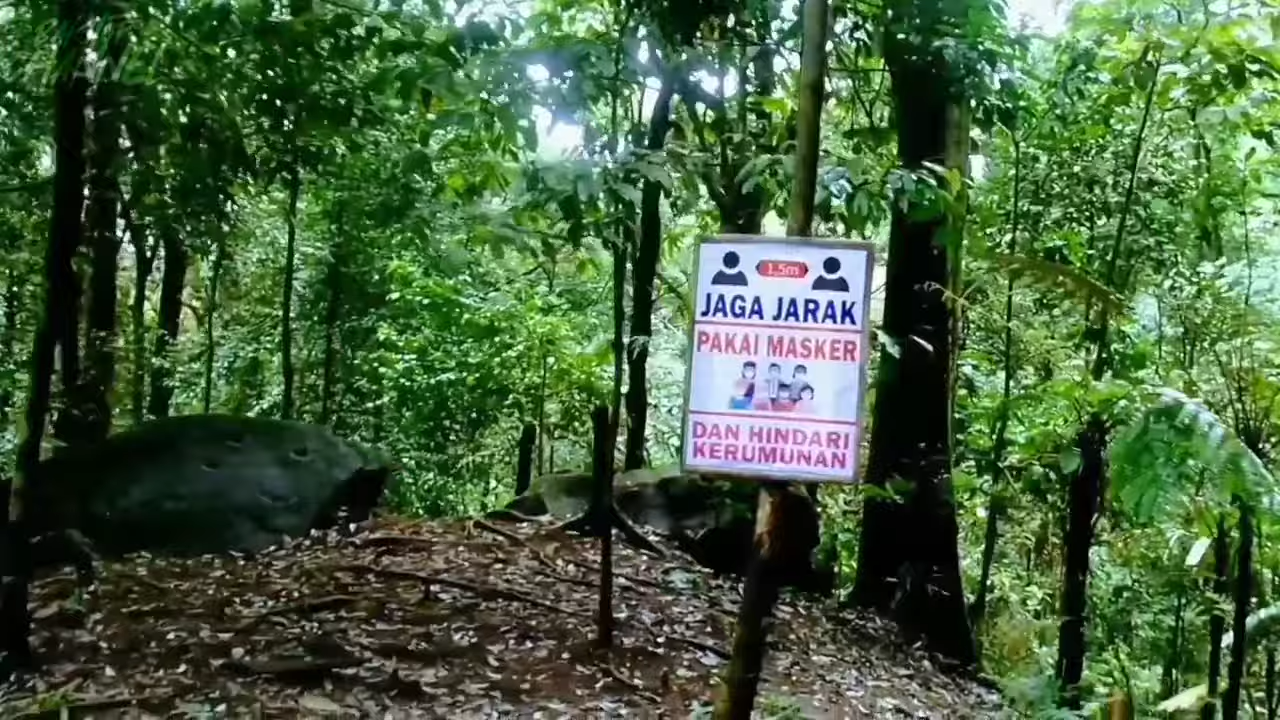 1,5m
JAGA JARAK
PAKAI MASKER
DAN HINDARI
KERUMUNAN